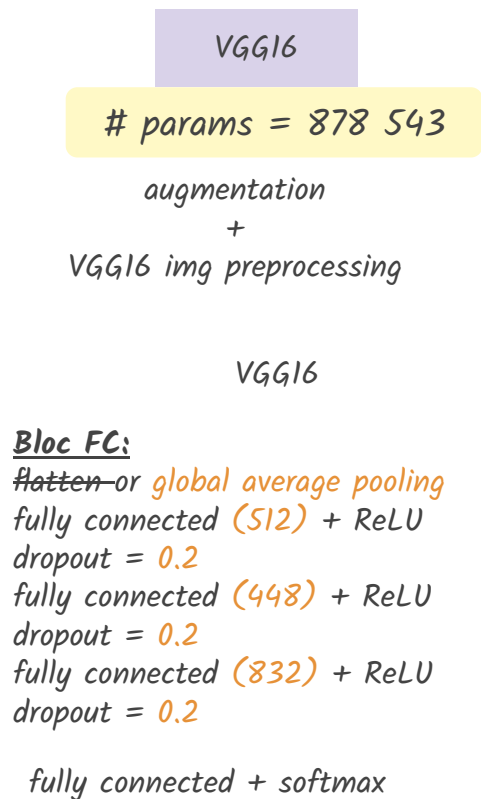 VGG16
# params = 878 543
augmentation
+
VGG16 img preprocessing
VGG16
Bloc FC:
flatten or global average pooling
fully connected (512) + ReLU
dropout = 0.2
fully connected (448) + ReLU
dropout = 0.2
fully connected (832) + ReLU
dropout = 0.2
fully connected + softmax